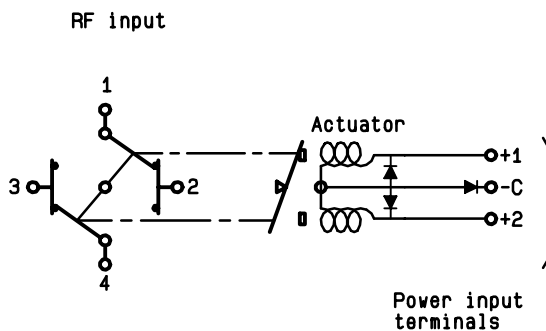 RF input
1
Actuator
+1
3
2
-C
+2
4
Power input
terminals